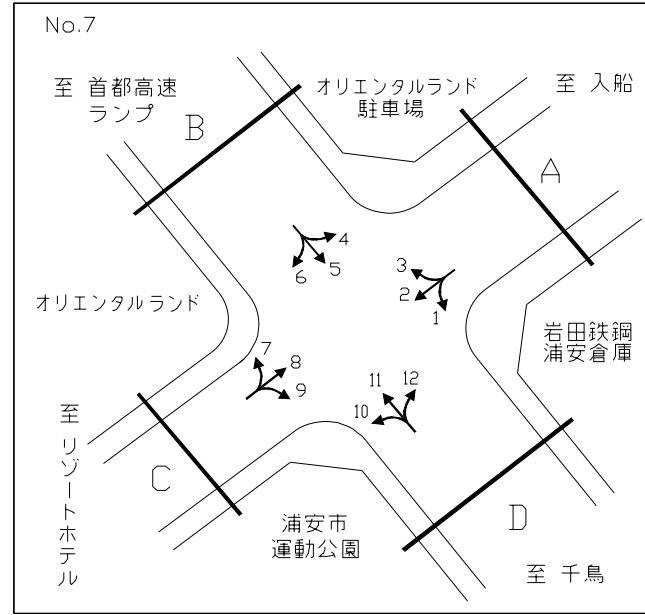 No.7
至 首都高速
ランプ
オリエンタルランド
駐車場
至 入船
B
A
4
5
6
3
2
1
オリエンタルランド
岩田鉄鋼
浦安倉庫
7
8
9
11
12
10
至 リゾートホテル
C
D
浦安市
運動公園
至 千鳥